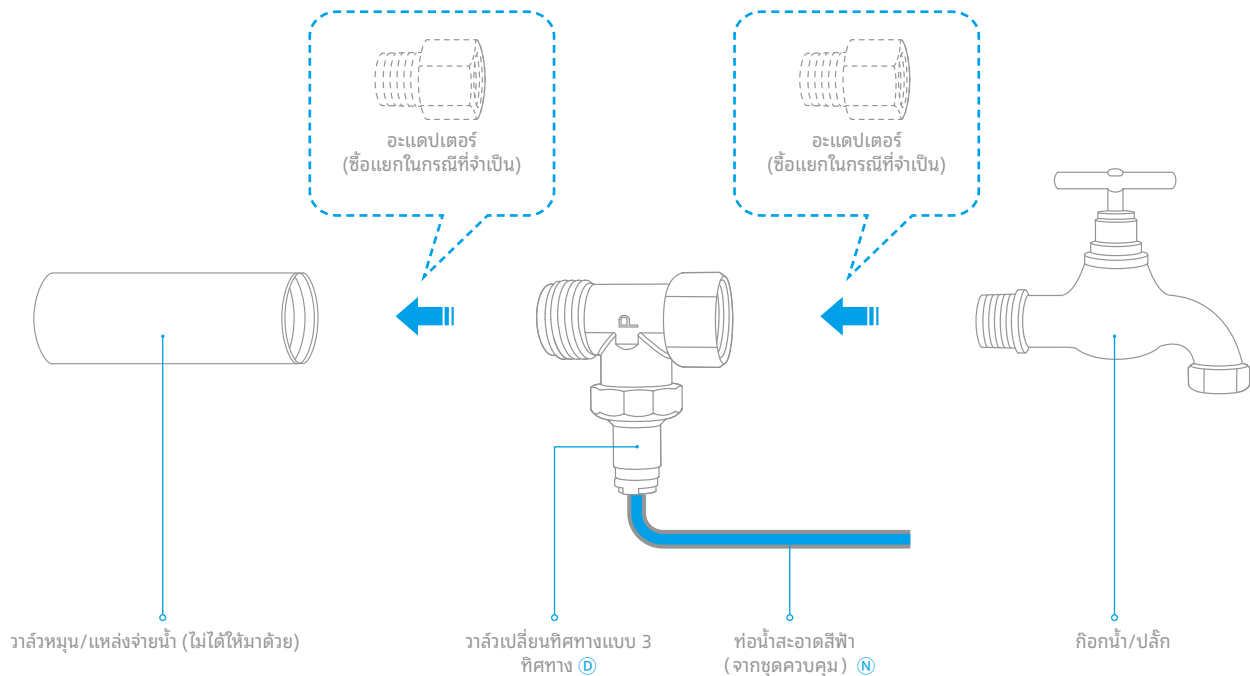 อะแดปเตอร์
(ซื้อแยกในกรณีที่จำเป็น)
อะแดปเตอร์
(ซื้อแยกในกรณีที่จำเป็น)
P
วาล์วหมุน/แหล่งจ่ายน้ำ (ไม่ได้ให้มาด้วย)
วาล์วเปลี่ยนทิศทางแบบ 3
ทิศทาง Ⓓ
ท่อน้ำสะอาดสีฟ้า
(จากชุดควบคุม) Ⓝ
ก๊อกน้ำ/ปลั๊ก